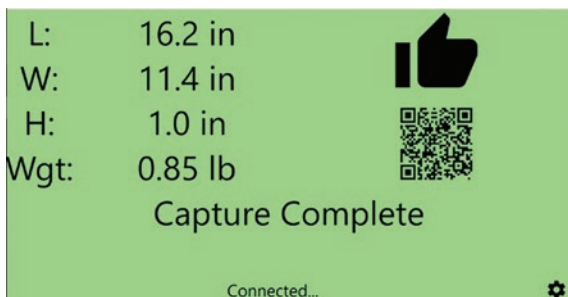 L: 16.2 in
W: 11.4 in
H: 1.0 in
Wgt: 0.85 lb
Capture Complete
Connected...